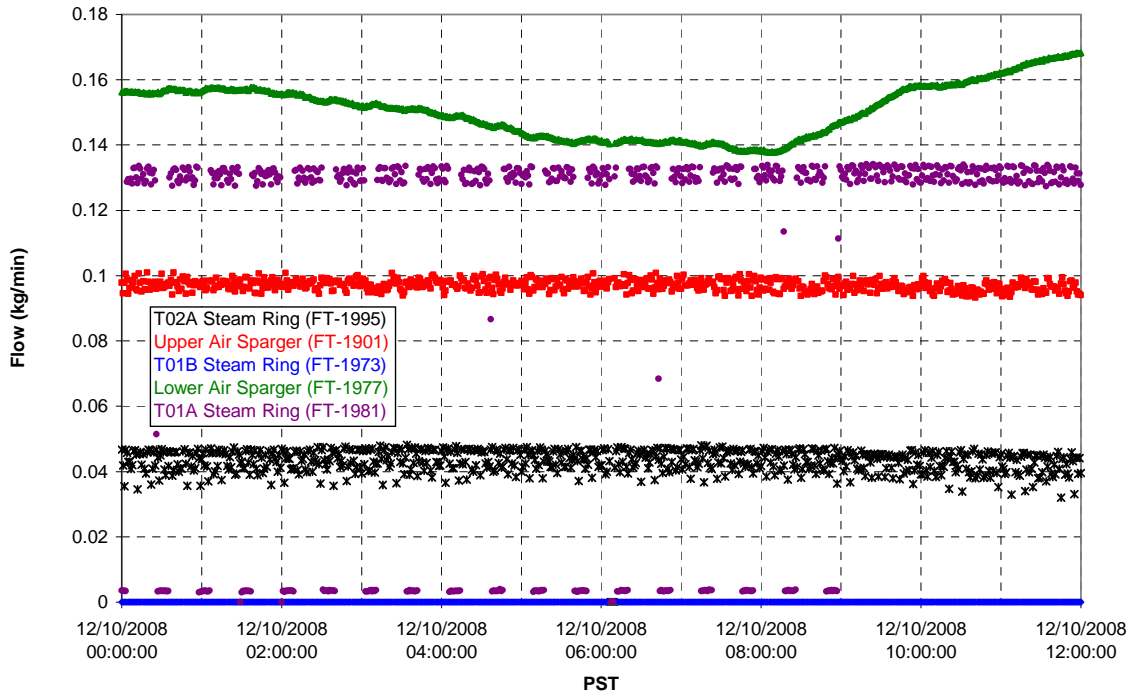 0.18
0.16
0.14
0.12
0.1
0.08
0.06
0.04
0.02
0
Flow (kg/min)
T02A Steam Ring (FT-1995)
Upper Air Sparger (FT-1901)
T01B Steam Ring (FT-1973)
Lower Air Sparger (FT-1977)
T01A Steam Ring (FT-1981)
12/10/2008 12/10/2008 12/10/2008 12/10/2008 12/10/2008 12/10/2008 12/10/2008
00:00:00 02:00:00 04:00:00 06:00:00 08:00:00 10:00:00 12:00:00
PST